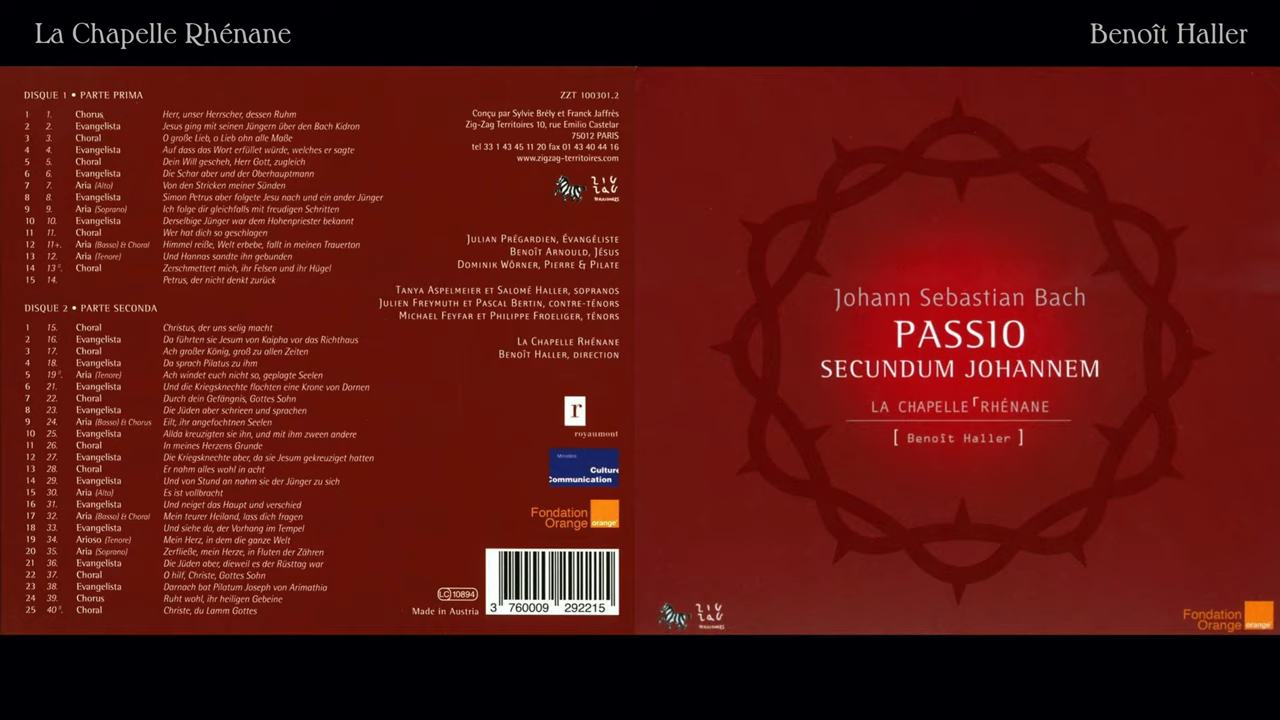 La Chapelle Rhénane
Benoît Haller
DISQUE 1 • PARTE PRIMA
1 1. Chorus Herr, unser Herrscher, dessen Ruhm
2 2. Evangelista Jesus ging mit seinen Jüngern über den Bach Kidron
3 3. Choral O große Lieb, o Lieb ohn alle Maße
4 4. Evangelista Auf dass das Wort erfüllet würde, welches er sagte
5 5. Choral Dein Will gescheh, Herr Gott, zugleich
6 6. Evangelista Die Schar aber und der Oberhauptmann
7 7. Aria (Alto) Von den Stricken meiner Sünden
8 8. Evangelista Simon Petrus aber folgete Jesu nach und ein ander Jünger
9 9. Aria (Soprano) Ich folge dir gleichfalls mit freudigen Schritten
10 10. Evangelista Derselbige Jünger war dem Hohenpriester bekannt
11 11. Choral Wer hat dich so geschlagen
12 11+. Aria (Basso) & Choral Himmel reiße, Welt erbebe, fallt in meinen Trauerton
13 12. Aria (Tenore) Und Hannas sandte ihn gebunden
14 13 II. Choral Zerschmettert mich, ihr Felsen und ihr Hügel
15 14. Petrus, der nicht denkt zurück
DISQUE 2 • PARTE SECONDA
1 15. Choral Christus, der uns selig macht
2 16. Evangelista Da führten sie Jesum von Kaipha vor das Richthaus
3 17. Choral Ach großer König, groß zu allen Zeiten
4 18. Evangelista Da sprach Pilatus zu ihm
5 19 II. Aria (Tenore) Ach windet euch nicht so, geplagte Seelen
6 21. Evangelista Und die Kriegsknechte flochten eine Krone von Dornen
7 22. Choral Durch dein Gefängnis, Gottes Sohn
8 23. Evangelista Die Jüden aber schrieen und sprachen
9 24. Aria (Basso) & Chorus Eilt, ihr angefochtnen Seelen
10 25. Evangelista Allda kreuzigten sie ihn, und mit ihm zween andere
11 26. Choral In meines Herzens Grunde
12 27. Evangelista Die Kriegsknechte aber, da sie Jesum gekreuziget hatten
13 28. Choral Er nahm alles wohl in acht
14 29. Evangelista Und von Stund an nahm sie der Jünger zu sich
15 30. Aria (Alto) Es ist vollbracht
16 31. Evangelista Und neiget das Haupt und verschied
17 32. Aria (Basso) & Choral Mein teurer Heiland, lass dich fragen
18 33. Evangelista Und siehe da, der Vorhang im Tempel
19 34. Arioso (Tenore) Mein Herz, in dem die ganze Welt
20 35. Aria (Soprano) Zerfließe, mein Herze, in Fluten der Zähren
21 36. Evangelista Die Jüden aber, dieweil es der Rüsttag war
22 37. Choral O hilf, Christe, Gottes Sohn
23 38. Evangelista Darnach bat Pilatum Joseph von Arimathia
24 39. Chorus Ruht wohl, ihr heiligen Gebeine
25 40 II. Choral Christe, du Lamm Gottes
ZZT 100301.2
Conçu par Sylvie Brély et Franck Jaffrès
Zig-Zag Territoires 10, rue Emilio Castelar
75012 PARIS
tel 33 1 43 45 11 20 fax 01 43 40 44 16
www.zigzag-territoires.com
ZIG
ZAG
TERRITOIRES
JULIAN PRÉGARDIEN, ÉVANGÉLISTE
BENOÎT ARNOULD, JÉSUS
DOMINIK WÖRNER, PIERRE & PILATE
TANYA ASPELMEIER ET SALOMÉ HALLER, SOPRANOS
JULIEN FREYMUTH ET PASCAL BERTIN, CONTRE-TÉNORS
MICHAEL FEYFAR ET PHILIPPE FROELIGER, TÉNORS
LA CHAPELLE RHÉNANE
BENOÎT HALLER, DIRECTION
r
royaumont
Ministère
Culture
Communication
Fondation
Orange
orange
LC 10894
Made in Austria
3 760009 292215
Johann Sebastian Bach
PASSIO
SECUNDUM JOHANNEM
LA CHAPELLE RHÉNANE
[ Benoît Haller ]
ZIG
ZAG
TERRITOIRES
Fondation
Orange
orange